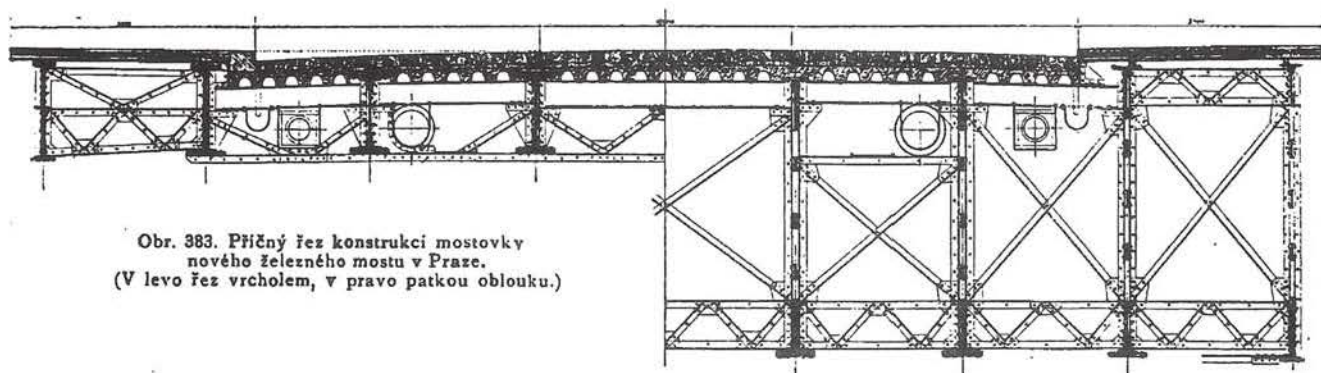 Obr. 383. Příčný řez konstrukcí mostovky
nového železného mostu v Praze.
(V levo řez vrcholem, v pravo patkou oblouku.)